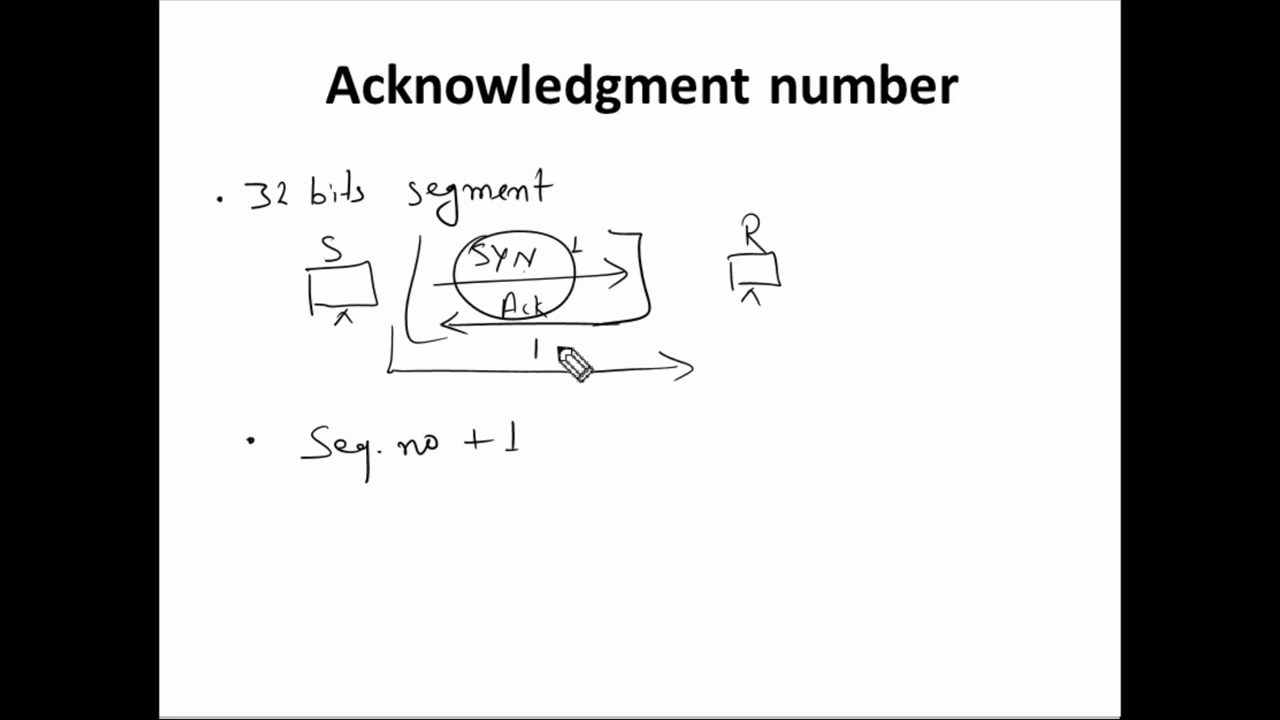 Acknowledgment number
• 32 bits segment
S R
SYN 1
Ack
1
• Seq. no + 1